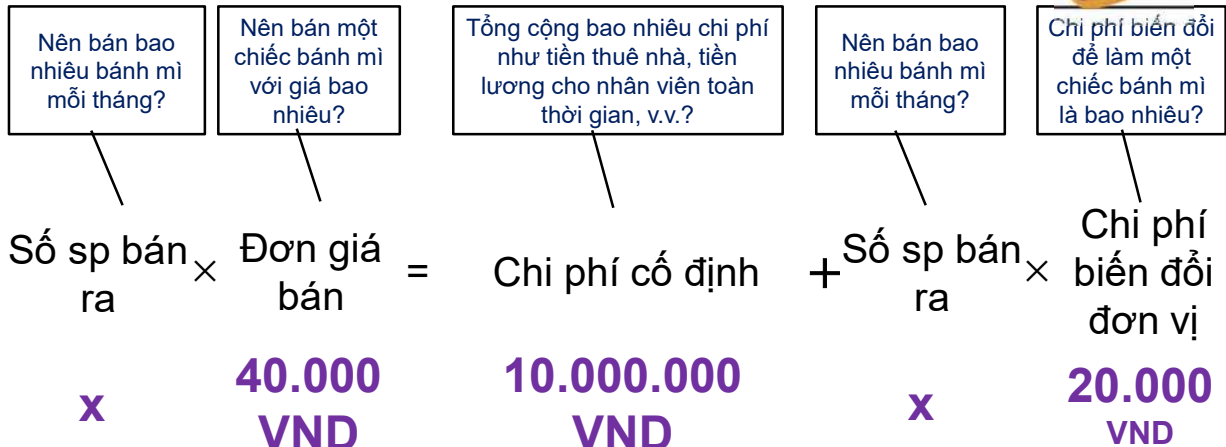 Nên bán bao
nhiêu bánh mì
mỗi tháng?
Nên bán một
chiếc bánh mì
với giá bao
nhiêu?
Tổng cộng bao nhiêu chi phí
như tiền thuê nhà, tiền
lương cho nhân viên toàn
thời gian, v.v.?
Nên bán bao
nhiêu bánh mì
mỗi tháng?
Chi phí biến đổi
để làm một
chiếc bánh mì
là bao nhiêu?
Số sp bán
ra
×
Đơn giá
bán
=
Chi phí cố định
+
Số sp bán
ra
×
Chi phí
biến đổi
đơn vị
x
40.000
VND
10.000.000
VND
x
20.000
VND